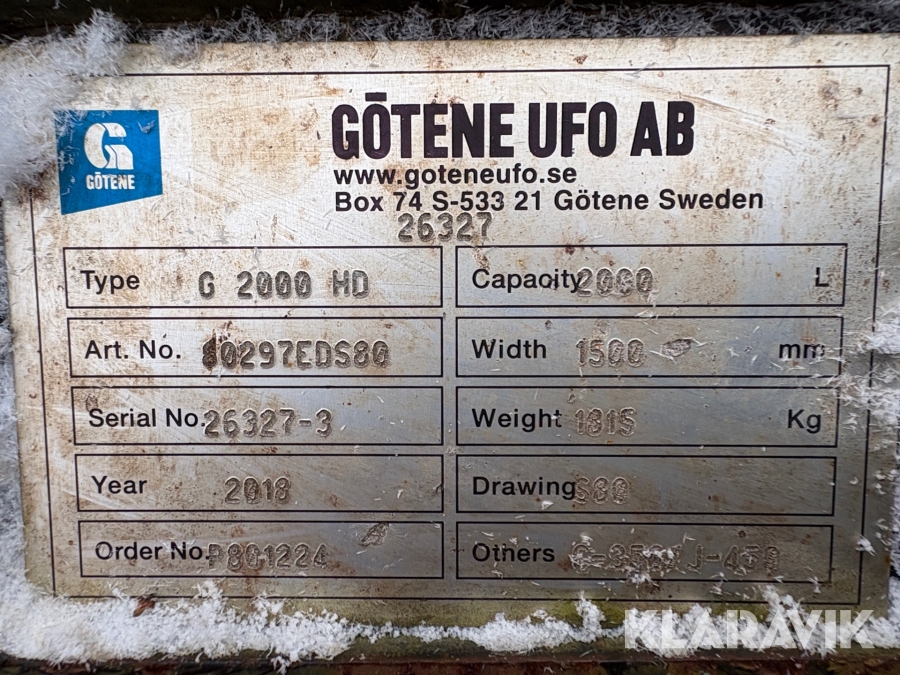 G
GÖTENE
GÖTENE UFO AB
www.goteneufo.se
Box 74 S-533 21 Götene Sweden
26327
Type G 2000 HD
Capacity 2000 L
Art. No. 80297EDS80
Width 1500 mm
Serial No. 26327-3
Weight Kg
Year 2018
Drawing S80
Order No. P801224
Others
KLARAVIK